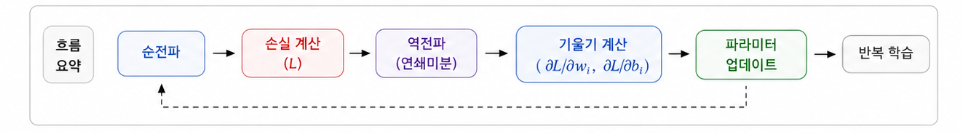 흐름
요약
순전파
손실 계산
(L)
역전파
(연쇄미분)
기울기 계산
( ∂L/∂wᵢ, ∂L/∂bᵢ)
파라미터
업데이트
반복 학습